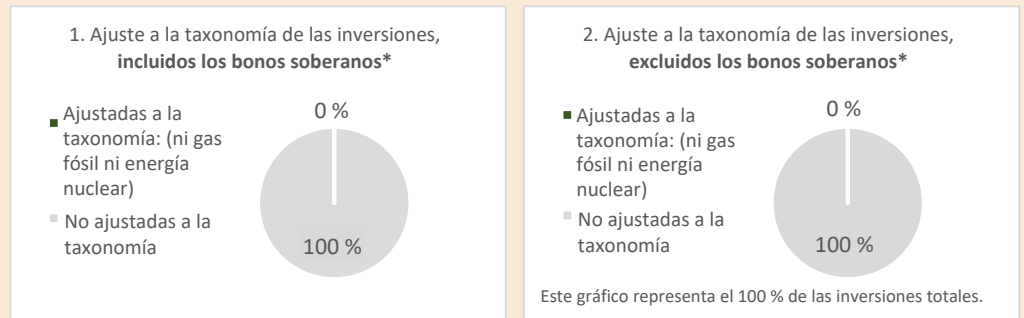 1. Ajuste a la taxonomía de las inversiones,
incluidos los bonos soberanos*
Ajustadas a la
taxonomía: (ni gas
fósil ni energía
nuclear)
No ajustadas a la
taxonomía
0 %
100 %
2. Ajuste a la taxonomía de las inversiones,
excluidos los bonos soberanos*
Ajustadas a la
taxonomía: (ni gas
fósil ni energía
nuclear)
No ajustadas a la
taxonomía
0 %
100 %
Este gráfico representa el 100 % de las inversiones totales.